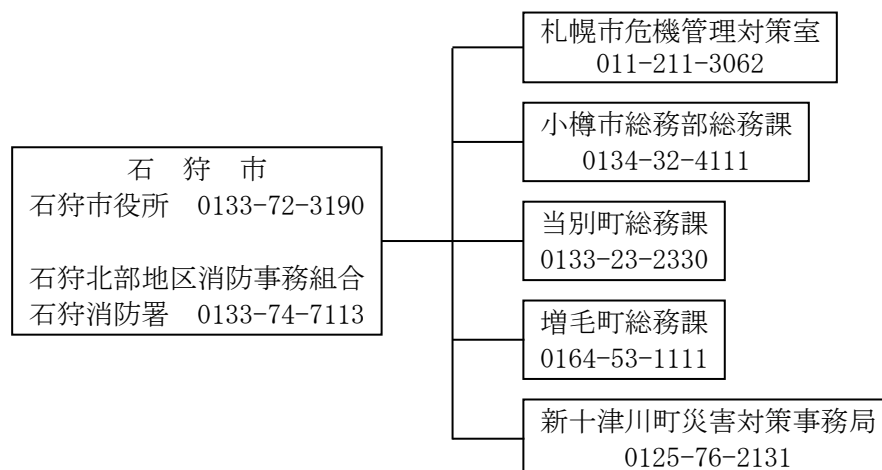 札幌市危機管理対策室
011-211-3062
小樽市総務部総務課
0134-32-4111
石　狩　市
石狩市役所　0133-72-3190
石狩北部地区消防事務組合
石狩消防署　0133-74-7113
当別町総務課
0133-23-2330
増毛町総務課
0164-53-1111
新十津川町災害対策事務局
0125-76-2131